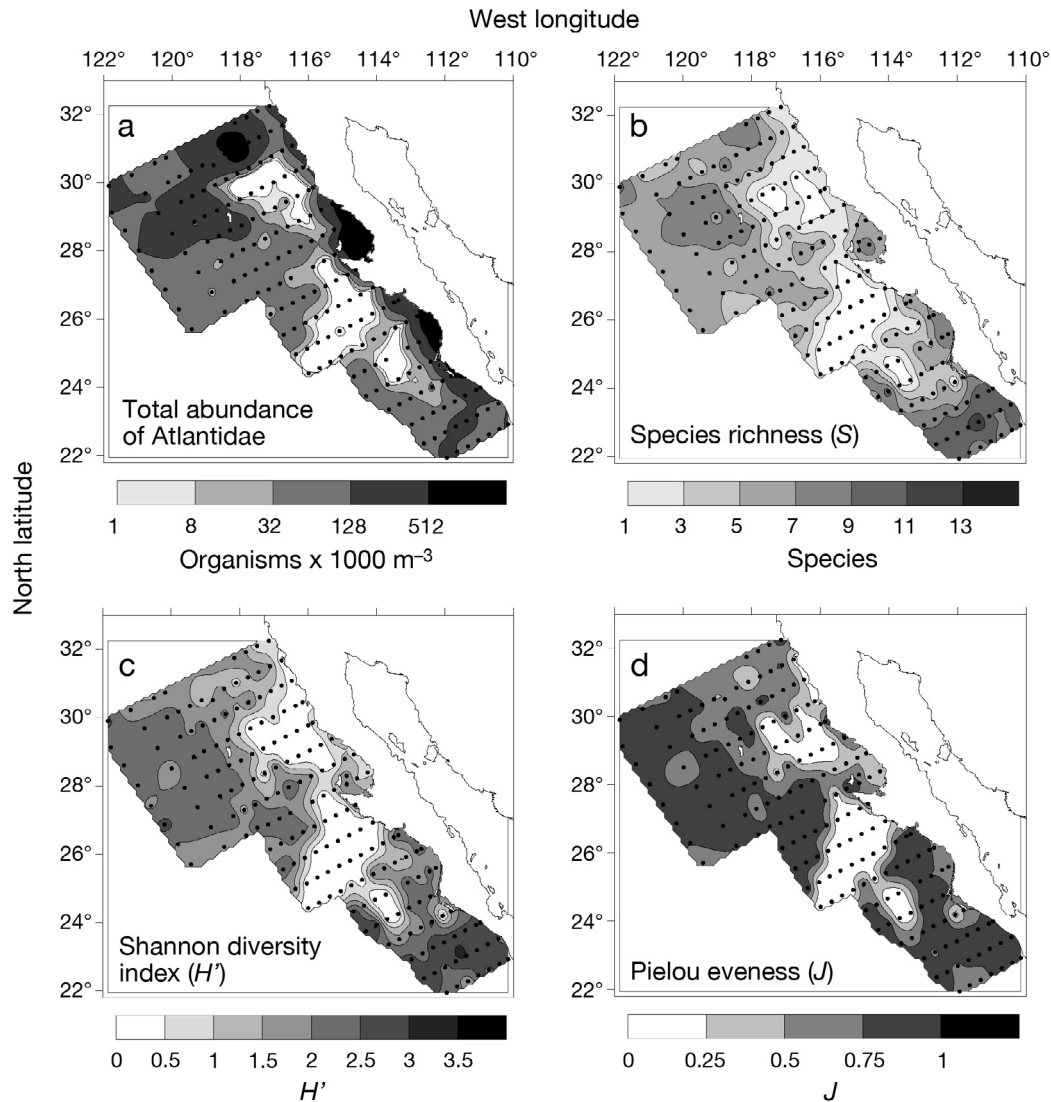 West longitude
122° 120° 118° 116° 114° 112° 110° 122° 120° 118° 116° 114° 112° 110°
32°
30°
28°
26°
24°
22°
a
Total abundance
of Atlantidae
32°
30°
28°
26°
24°
22°
b
Species richness (S)
1 8 32 128 512
Organisms x 1000 m⁻³
1 3 5 7 9 11 13
Species
North latitude
32°
30°
28°
26°
24°
22°
c
Shannon diversity
index (H’)
32°
30°
28°
26°
24°
22°
d
Pielou eveness (J)
0 0.5 1 1.5 2 2.5 3 3.5
H’
0 0.25 0.5 0.75 1
J